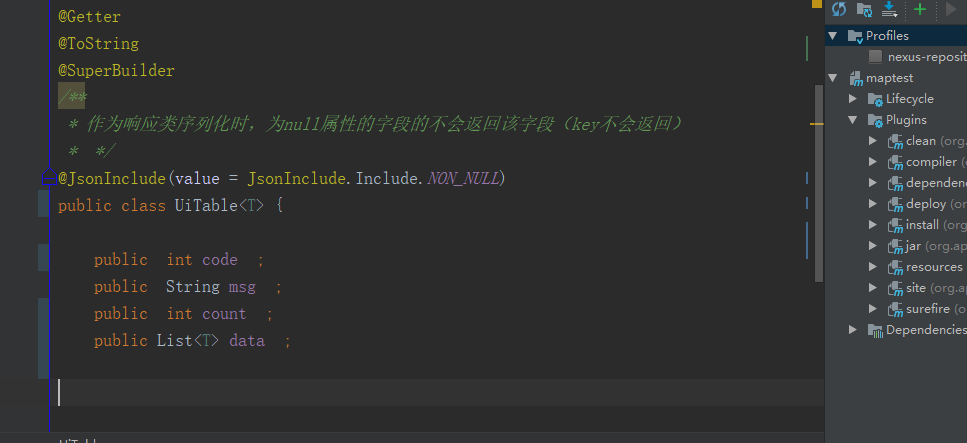 @Getter
@ToString
@SuperBuilder
/**
* 作为响应类序列化时，为null属性的字段的不会返回该字段（key不会返回）
* */
@JsonInclude(value = JsonInclude.Include.NON_NULL)
public class UiTable<T> {
public  int code  ;
public  String msg  ;
public  int count  ;
public List<T> data  ;
Profiles
nexus-reposit
maptest
Lifecycle
Plugins
clean (org.
compiler (
dependenc
deploy (or
install (org
jar (org.ap
resources
site (org.ap
surefire (o
Dependencies